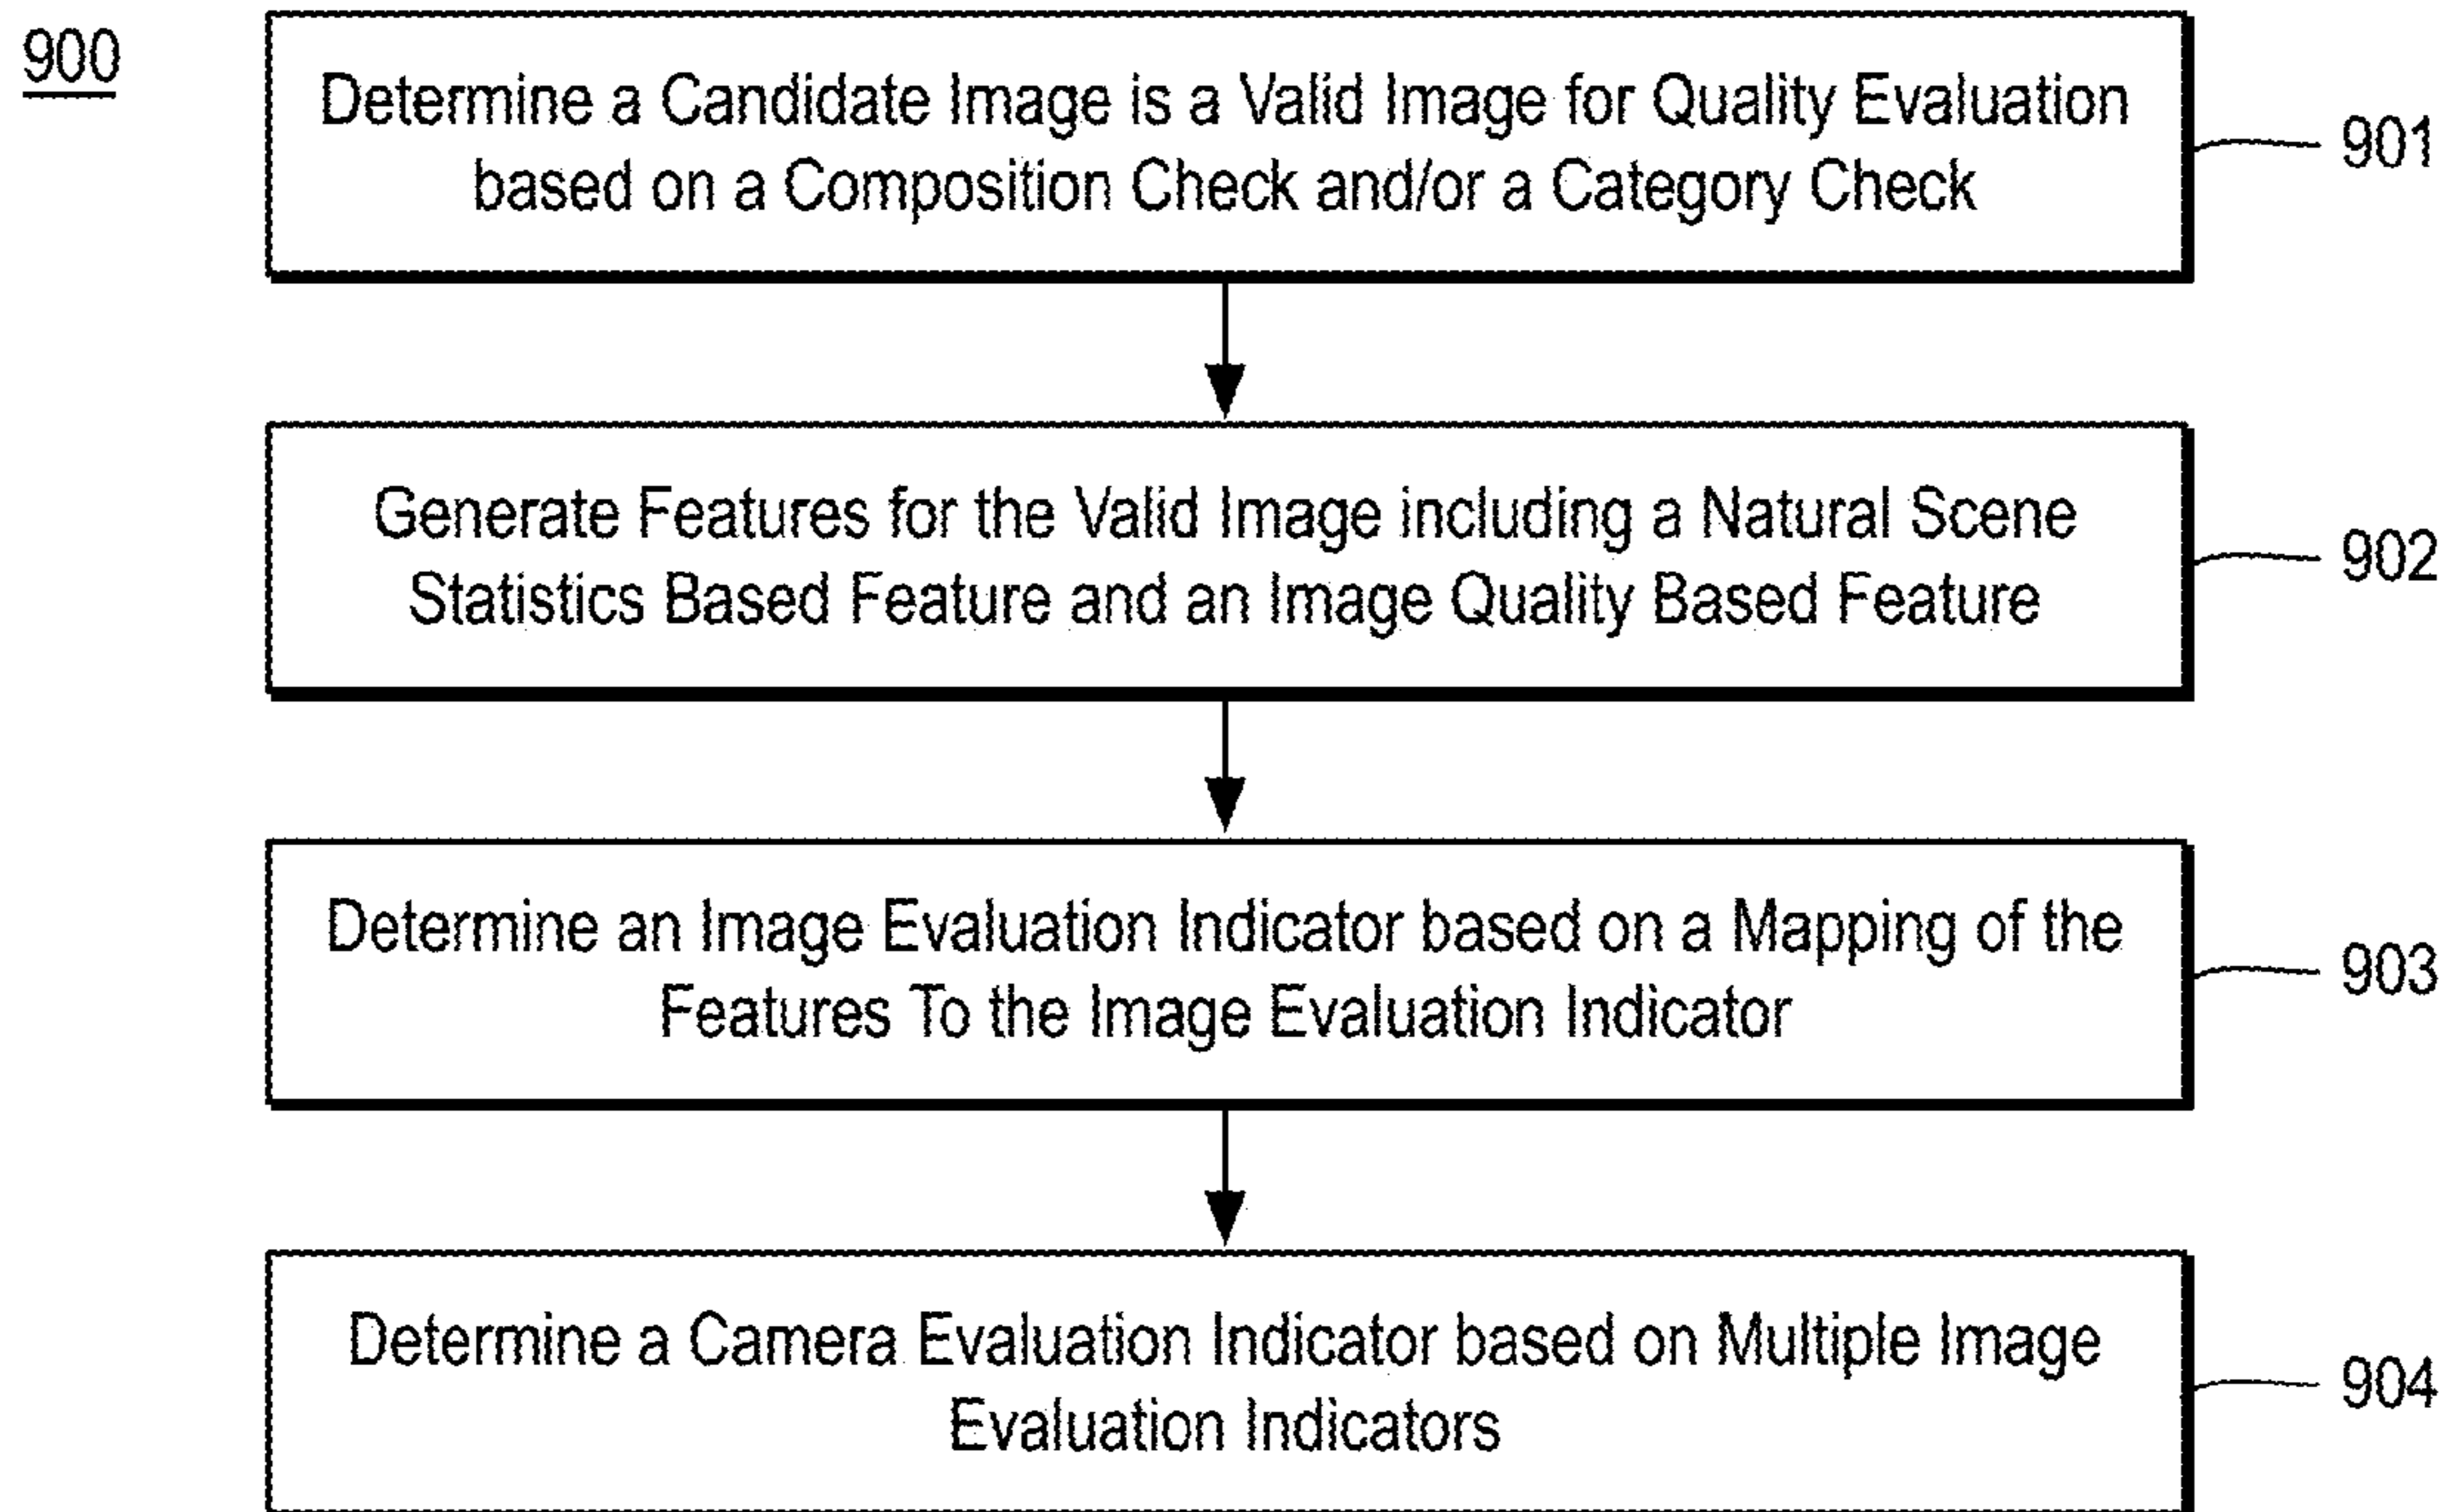 900
Determine a Candidate Image is a Valid Image for Quality Evaluation
based on a Composition Check and/or a Category Check
901
Generate Features for the Valid Image including a Natural Scene
Statistics Based Feature and an Image Quality Based Feature
902
Determine an Image Evaluation Indicator based on a Mapping of the
Features To the Image Evaluation Indicator
903
Determine a Camera Evaluation Indicator based on Multiple Image
Evaluation Indicators
904